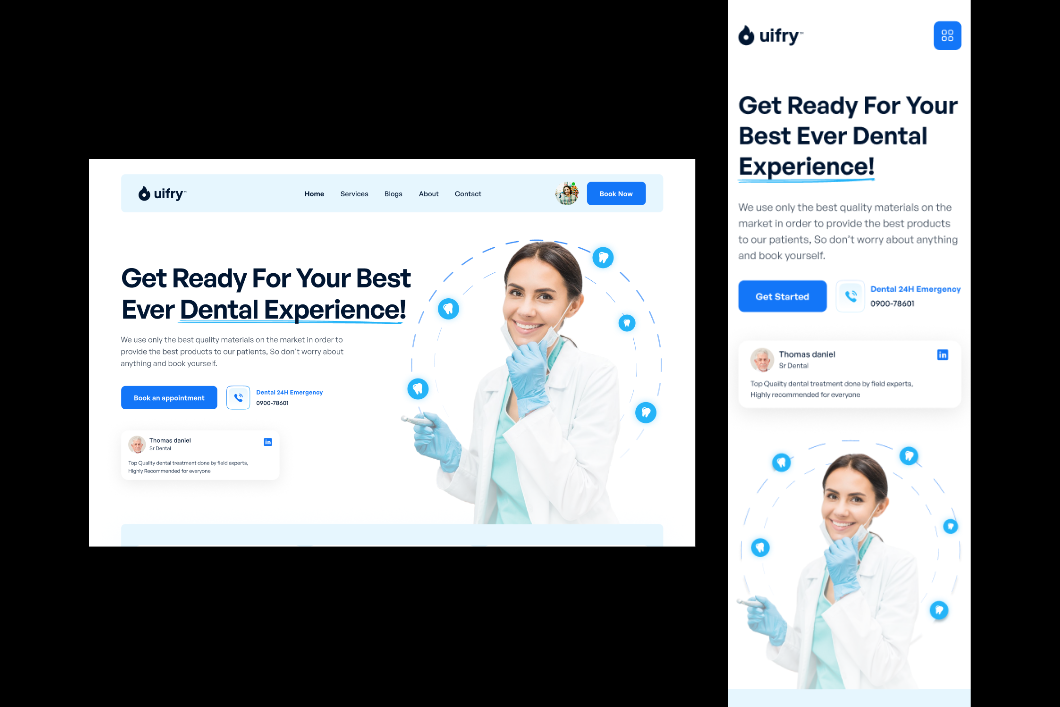 uifry™
Home Services Blogs About Contact
Book Now
Get Ready For Your Best
Ever Dental Experience!
We use only the best quality materials on the market in order to
provide the best products to our patients, So don't worry about
anything and book yourself.
Book an appointment
Dental 24H Emergency
0900-78601
Thomas daniel
Sr Dental
in
Top Quality dental treatment done by field experts,
Highly Recommended for everyone
uifry™
Get Ready For Your
Best Ever Dental
Experience!
We use only the best quality materials on the
market in order to provide the best products
to our patients, So don't worry about anything
and book yourself.
Get Started
Dental 24H Emergency
0900-78601
Thomas daniel
Sr Dental
in
Top Quality dental treatment done by field experts,
Highly recommended for everyone